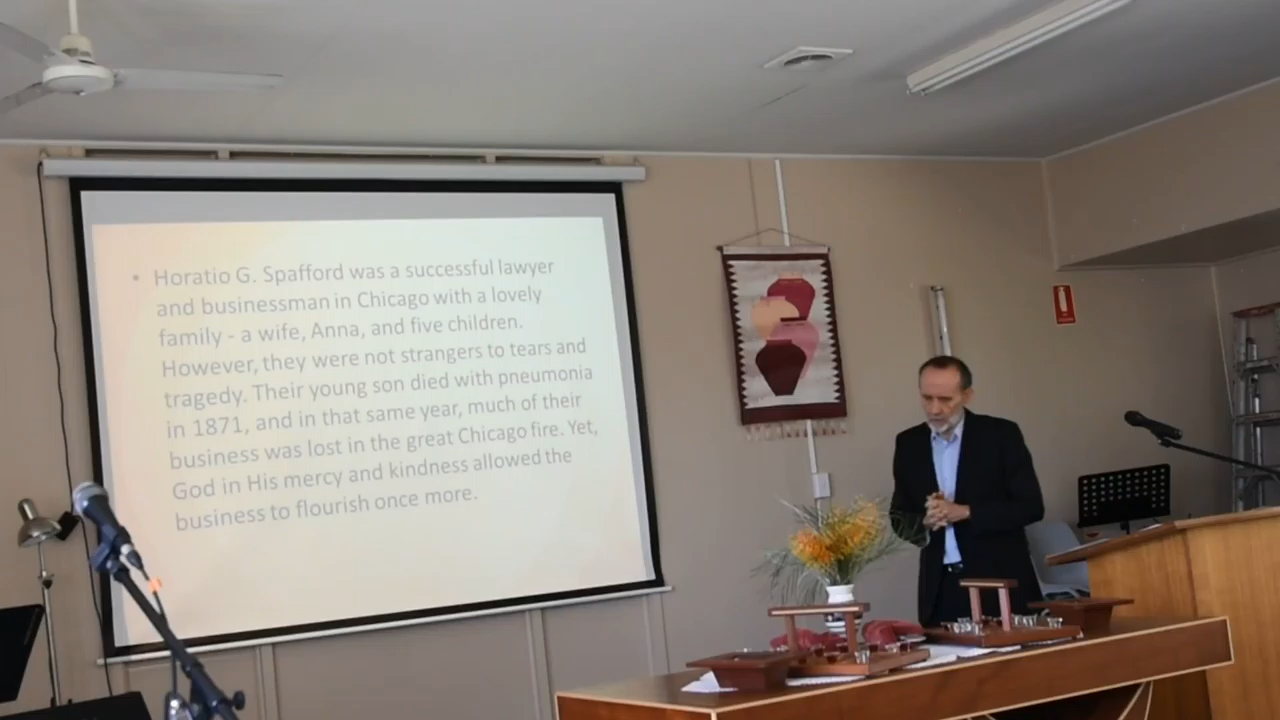 • Horatio G. Spafford was a successful lawyer
and businessman in Chicago with a lovely
family - a wife, Anna, and five children.
However, they were not strangers to tears and
tragedy. Their young son died with pneumonia
in 1871, and in that same year, much of their
business was lost in the great Chicago fire. Yet,
God in His mercy and kindness allowed the
business to flourish once more.